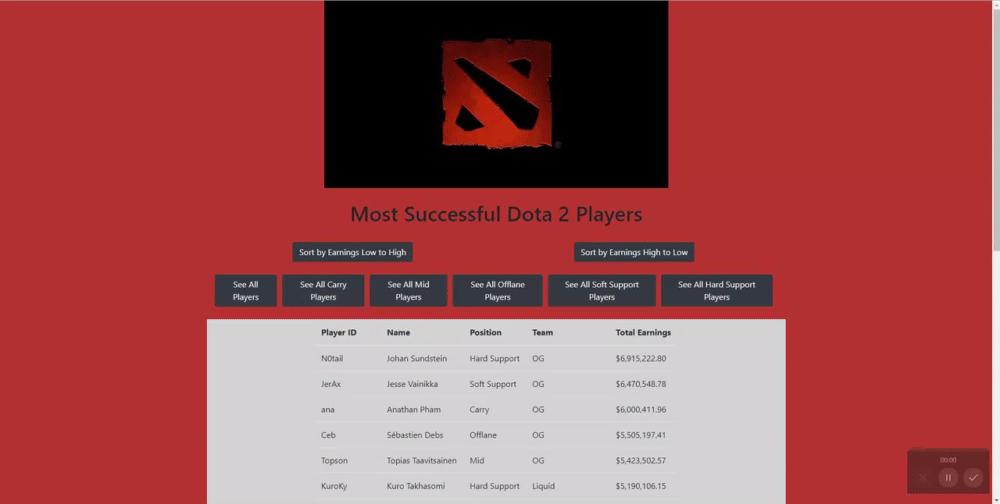 Most Successful Dota 2 Players
Sort by Earnings Low to High Sort by Earnings High to Low
See All Players See All Carry Players See All Mid Players See All Offlane Players See All Soft Support Players See All Hard Support Players
Player ID Name Position Team Total Earnings
N0tail Johan Sundstein Hard Support OG $6,915,222.80
JerAx Jesse Vainikka Soft Support OG $6,470,548.78
ana Anathan Pham Carry OG $6,000,411.96
Ceb Sébastien Debs Offlane OG $5,505,197.41
Topson Topias Taavitsainen Mid OG $5,423,502.57
KuroKy Kuro Takhasomi Hard Support Liquid $5,190,106.15
00:00